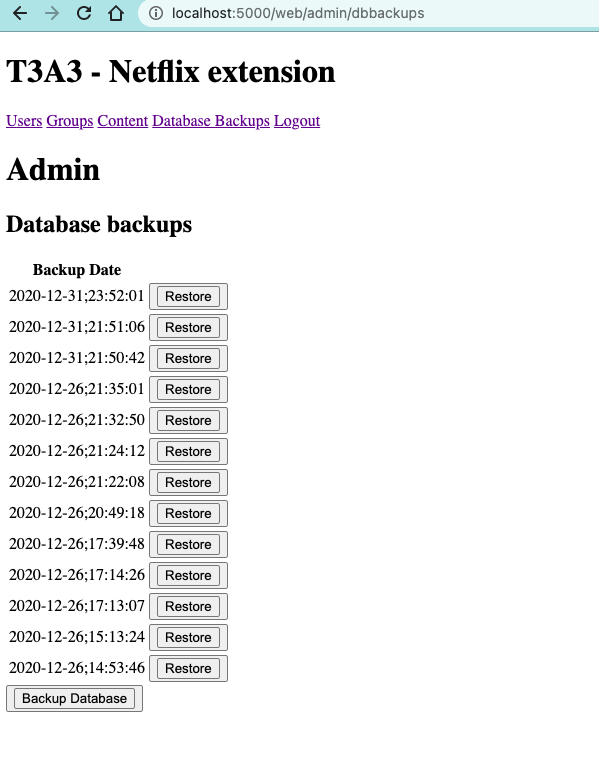 localhost:5000/web/admin/dbbackups
T3A3 - Netflix extension
Users Groups Content Database Backups Logout
Admin
Database backups
Backup Date
2020-12-31;23:52:01 Restore
2020-12-31;21:51:06 Restore
2020-12-31;21:50:42 Restore
2020-12-26;21:35:01 Restore
2020-12-26;21:32:50 Restore
2020-12-26;21:24:12 Restore
2020-12-26;21:22:08 Restore
2020-12-26;20:49:18 Restore
2020-12-26;17:39:48 Restore
2020-12-26;17:14:26 Restore
2020-12-26;17:13:07 Restore
2020-12-26;15:13:24 Restore
2020-12-26;14:53:46 Restore
Backup Database